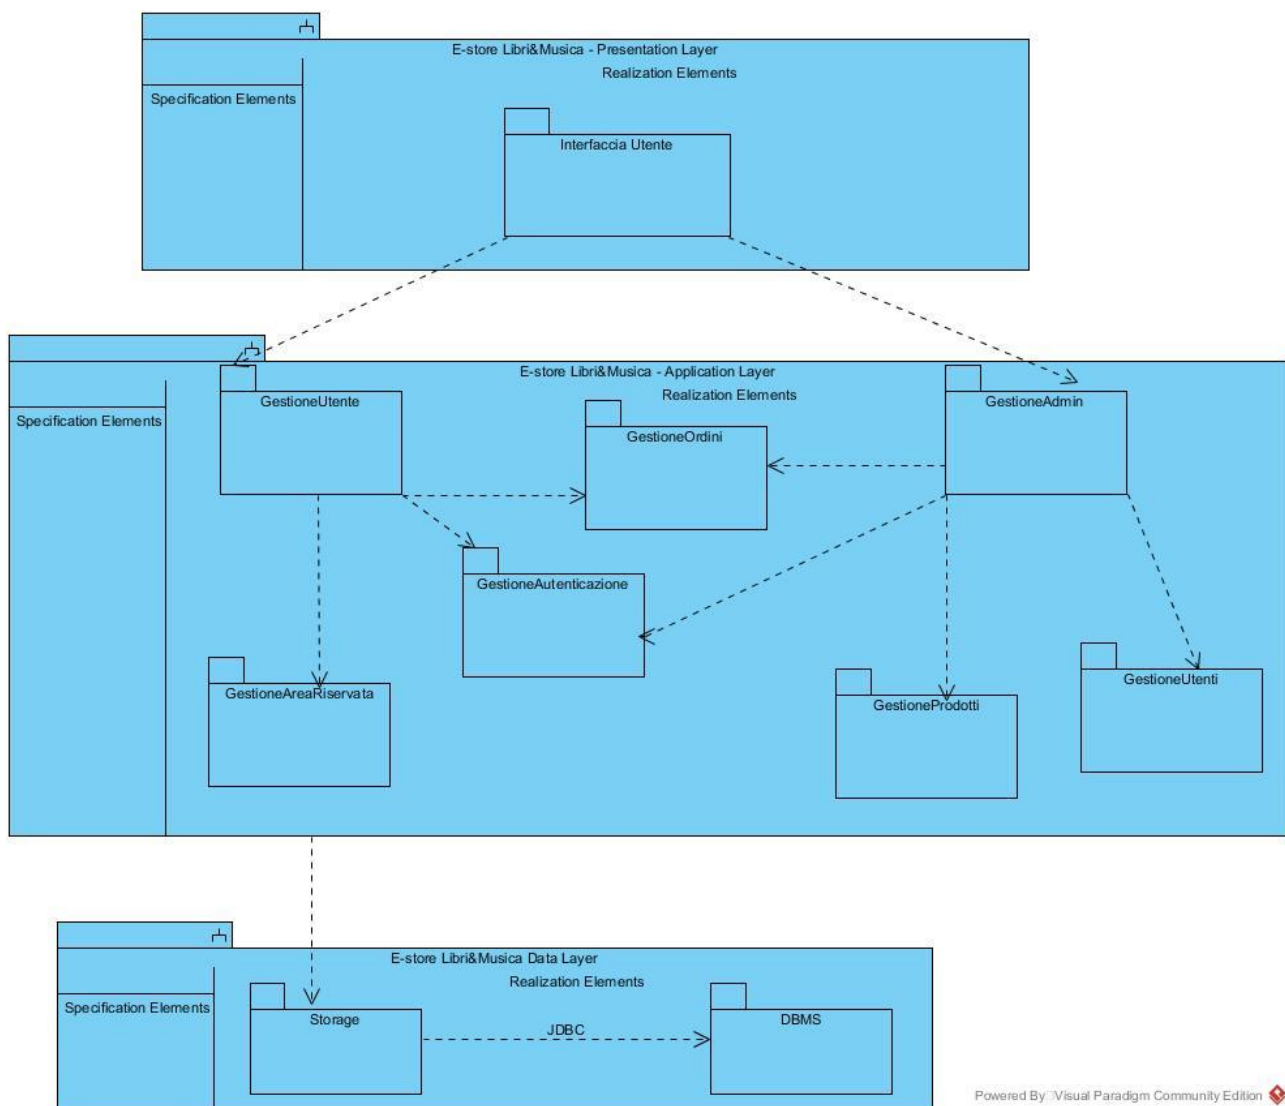 E-store Libri&Musica - Presentation Layer
Realization Elements
Specification Elements
Interfaccia Utente
E-store Libri&Musica - Application Layer
Realization Elements
Specification Elements
GestioneUtente
GestioneOrdini
GestioneAdmin
GestioneAutenticazione
GestioneAreaRiservata
GestioneProdotti
GestioneUtenti
E-store Libri&Musica Data Layer
Realization Elements
Specification Elements
Storage
JDBC
DBMS
Powered By Visual Paradigm Community Edition